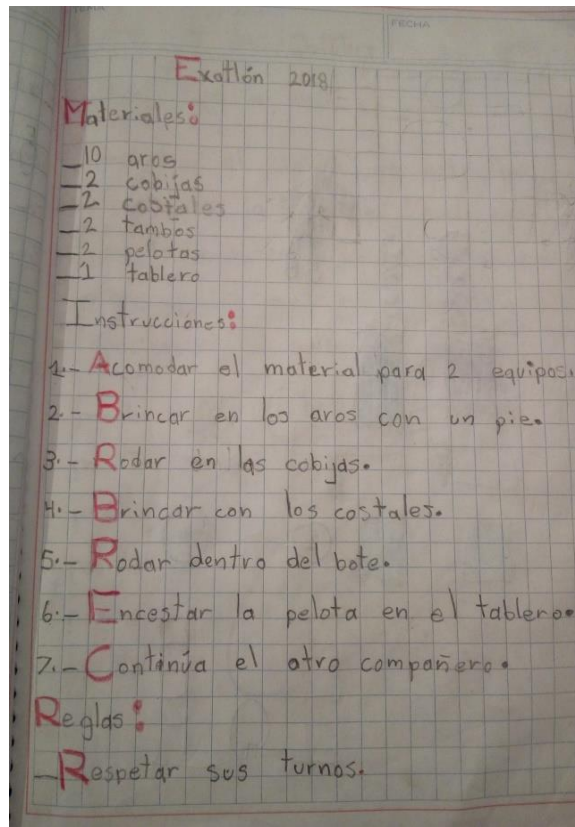 FECHA
Exatlón 2018
Materiales:
_10 aros
_2 cobijas
_2 costales
_2 tambos
_2 pelotas
_1 tablero
Instrucciones:
1.- Acomodar el material para 2 equipos.
2.- Brincar en los aros con un pie.
3.- Rodar en las cobijas.
4.- Brincar con los costales.
5.- Rodar dentro del bote.
6.- Encestar la pelota en el tablero.
7.- Continúa el otro compañero.
Reglas:
_Respetar sus turnos.